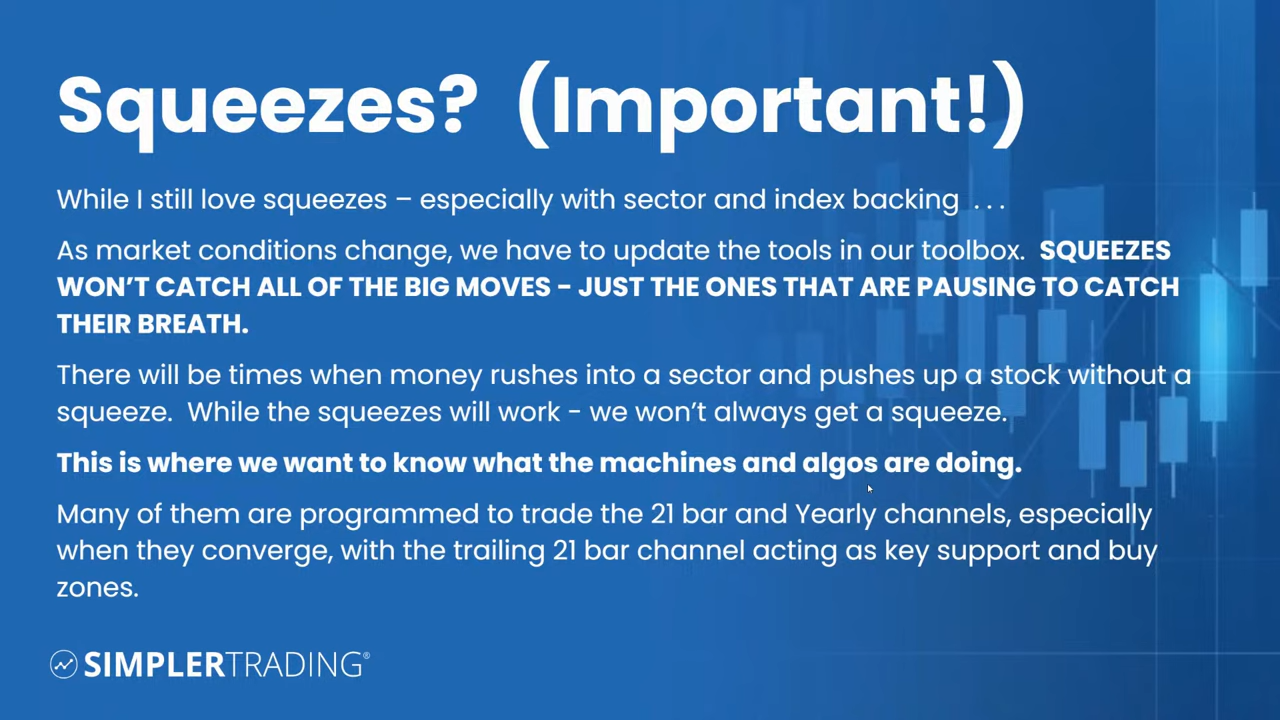 Squeezes? (Important!)
While I still love squeezes – especially with sector and index backing ...
As market conditions change, we have to update the tools in our toolbox. SQUEEZES
WON'T CATCH ALL OF THE BIG MOVES – JUST THE ONES THAT ARE PAUSING TO CATCH
THEIR BREATH.
There will be times when money rushes into a sector and pushes up a stock without a
squeeze. While the squeezes will work - we won't always get a squeeze.
This is where we want to know what the machines and algos are doing.
Many of them are programmed to trade the 21 bar and Yearly channels, especially
when they converge, with the trailing 21 bar channel acting as key support and buy
zones.
SIMPLERTRADING®